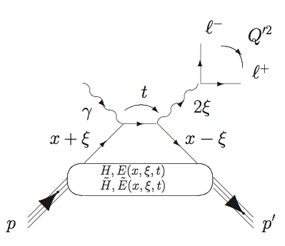 ℓ⁻
Q′²
ℓ⁺
t
γ
2ξ
x + ξ
x − ξ
H, E(x, ξ, t)
H̃, Ẽ(x, ξ, t)
p
p′